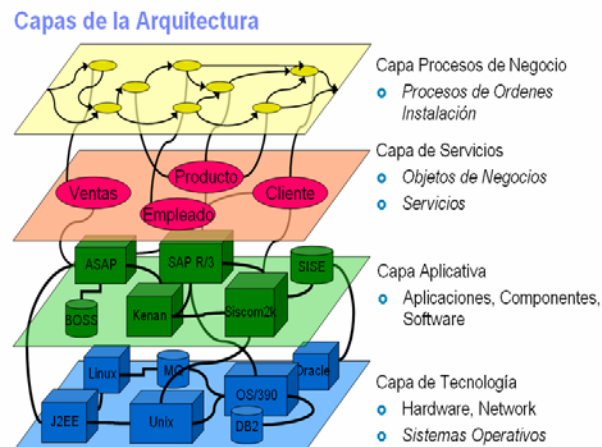 Capas de la Arquitectura
Capa Procesos de Negocio
Procesos de Ordenes
Instalación
Capa de Servicios
Objetos de Negocios
Servicios
Producto
Ventas
Cliente
Empleado
Capa Aplicativa
Aplicaciones, Componentes,
Software
ASAP
SAP R/3
SISE
BOSS
Kenan
Siscom2k
Capa de Tecnología
Hardware, Network
Sistemas Operativos
Linux
MQ
Oracle
OS/390
J2EE
Unix
DB2